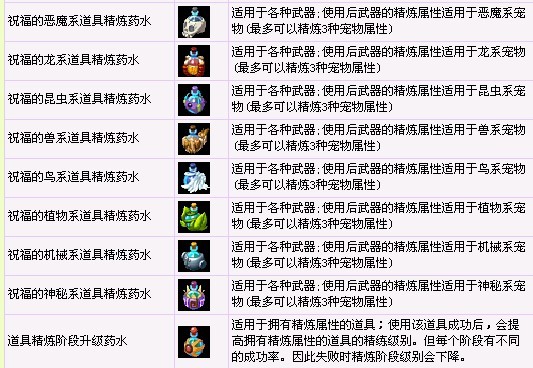 祝福的恶魔系道具精炼药水
适用于各种武器;使用后武器的精炼属性适用于恶魔系宠
物(最多可以精炼3种宠物属性)
祝福的龙系道具精炼药水
适用于各种武器;使用后武器的精炼属性适用于龙系宠物
(最多可以精炼3种宠物属性)
祝福的昆虫系道具精炼药水
适用于各种武器;使用后武器的精炼属性适用于昆虫系宠
物(最多可以精炼3种宠物属性)
祝福的兽系道具精炼药水
适用于各种武器;使用后武器的精炼属性适用于兽系宠物
(最多可以精炼3种宠物属性)
祝福的鸟系道具精炼药水
适用于各种武器;使用后武器的精炼属性适用于鸟系宠物
(最多可以精炼3种宠物属性)
祝福的植物系道具精炼药水
适用于各种武器;使用后武器的精炼属性适用于植物系宠
物(最多可以精炼3种宠物属性)
祝福的机械系道具精炼药水
适用于各种武器;使用后武器的精炼属性适用于机械系宠
物(最多可以精炼3种宠物属性)
祝福的神秘系道具精炼药水
适用于各种武器;使用后武器的精炼属性适用于神秘系宠
物(最多可以精炼3种宠物属性)
道具精炼阶段升级药水
适用于拥有精炼属性的道具；使用该道具成功后，会提
高拥有精炼属性的道具的精练级别。但每个阶段有不同
的成功率。因此失败时精炼阶段级别会下降。